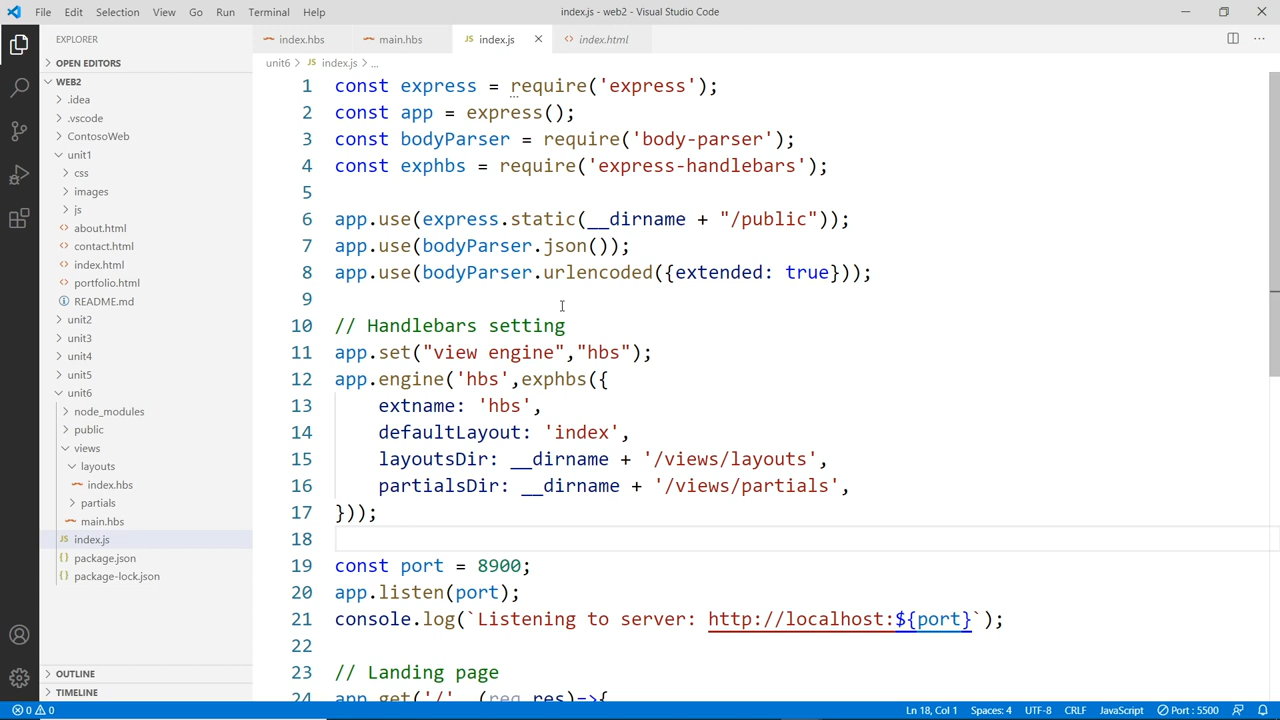 File Edit Selection View Go Run Terminal Help
index.js - web2 - Visual Studio Code
EXPLORER
OPEN EDITORS
WEB2
.idea
.vscode
ContosoWeb
unit1
css
images
js
about.html
contact.html
index.html
portfolio.html
README.md
unit2
unit3
unit4
unit5
unit6
node_modules
public
views
layouts
index.hbs
partials
main.hbs
index.js
package.json
package-lock.json
OUTLINE
TIMELINE
index.hbs main.hbs JS index.js index.html
unit6 > JS index.js > ...
1 const express = require('express');
2 const app = express();
3 const bodyParser = require('body-parser');
4 const exphbs = require('express-handlebars');
5
6 app.use(express.static(__dirname + "/public"));
7 app.use(bodyParser.json());
8 app.use(bodyParser.urlencoded({extended: true}));
9
10 // Handlebars setting
11 app.set("view engine","hbs");
12 app.engine('hbs',exphbs({
13 extname: 'hbs',
14 defaultLayout: 'index',
15 layoutsDir: __dirname + '/views/layouts',
16 partialsDir: __dirname + '/views/partials',
17 }));
18
19 const port = 8900;
20 app.listen(port);
21 console.log(`Listening to server: http://localhost:${port}`);
22
23 // Landing page
24 app.get('/', (req,res)=>{
0 0 Ln 18, Col 1 Spaces: 4 UTF-8 CRLF JavaScript Port : 5500